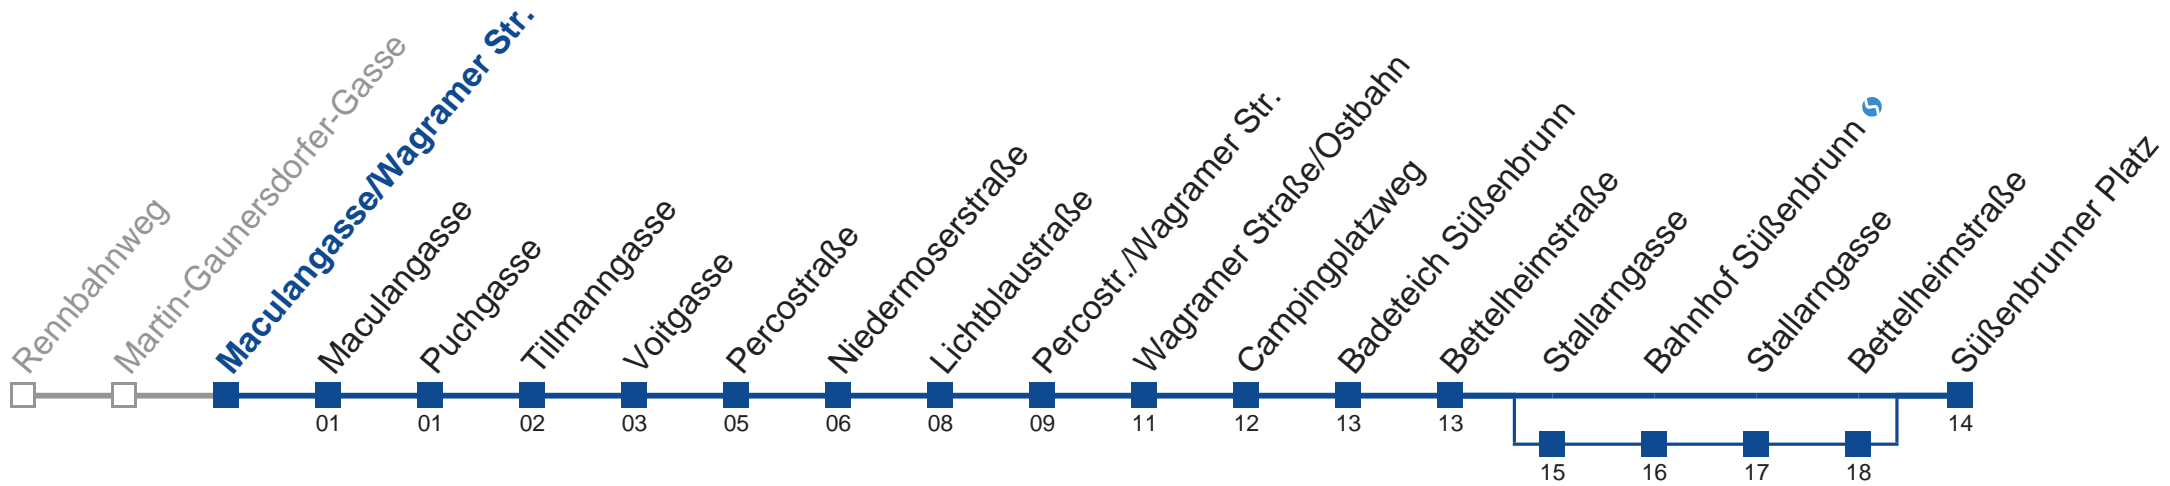 Rennbahnweg
Martin-Gaunersdorfer-Gasse
Maculangasse/Wagramer Str.
Maculangasse
Puchgasse
Tillmanngasse
Voitgasse
Percostraße
Niedermoserstraße
Lichtblaustraße
Percostr./Wagramer Str.
Wagramer Straße/Ostbahn
Campingplatzweg
Badeteich Süßenbrunn
Bettelheimstraße
Stallarngasse
Bahnhof Süßenbrunn
Stallarngasse
Bettelheimstraße
Süßenbrunner Platz
01 01 02 03 05 06 08 09 11 12 13 13 14
15 16 17 18